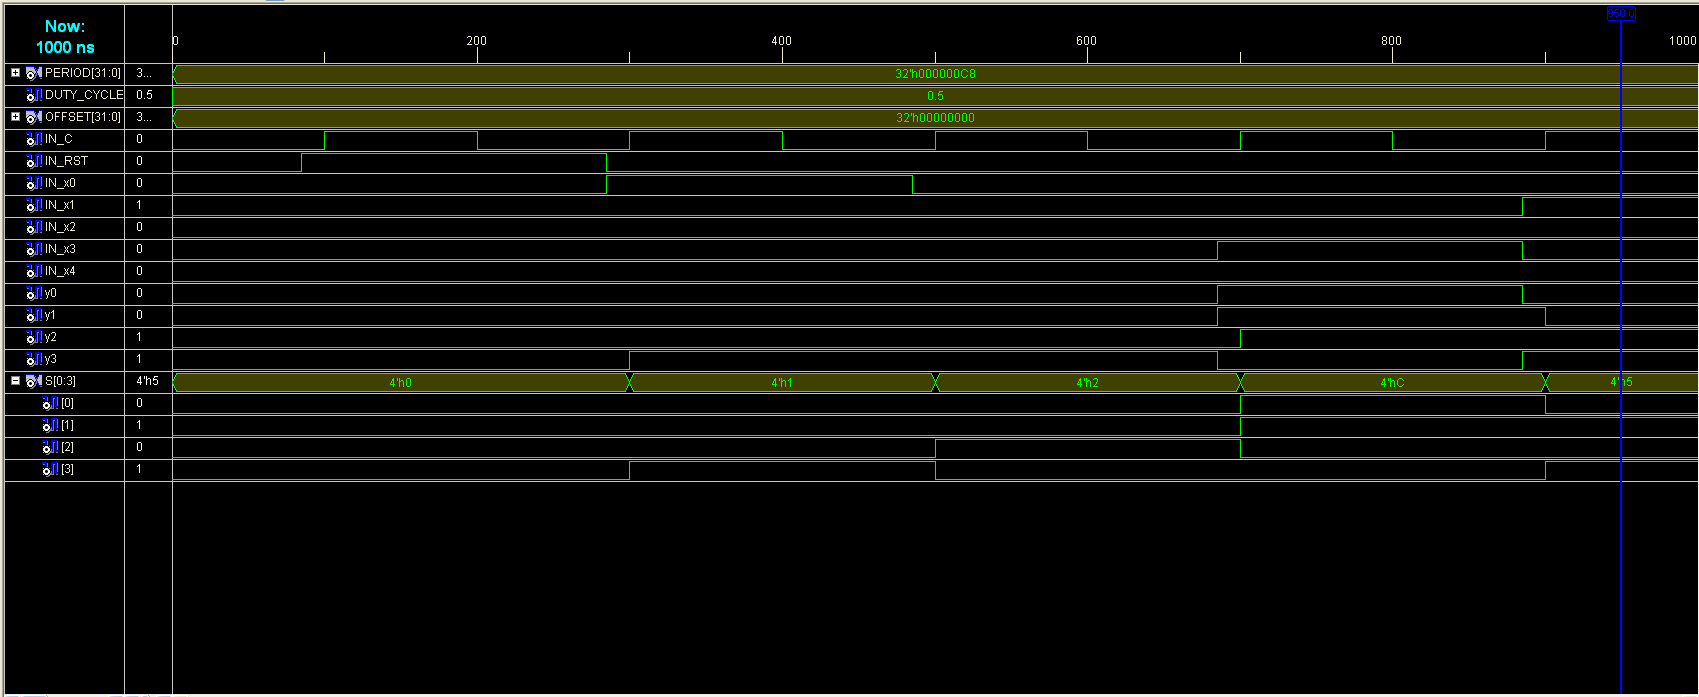 960.0
Now:
1000 ns
0 200 400 600 800 1000
PERIOD[31:0] 3... 32'h000000C8
DUTY_CYCLE 0.5 0.5
OFFSET[31:0] 3... 32'h00000000
IN_C 0
IN_RST 0
IN_x0 0
IN_x1 1
IN_x2 0
IN_x3 0
IN_x4 0
y0 0
y1 0
y2 1
y3 1
S[0:3] 4'h5 4'h0 4'h1 4'h2 4'hC 4'h5
[0] 0
[1] 1
[2] 0
[3] 1